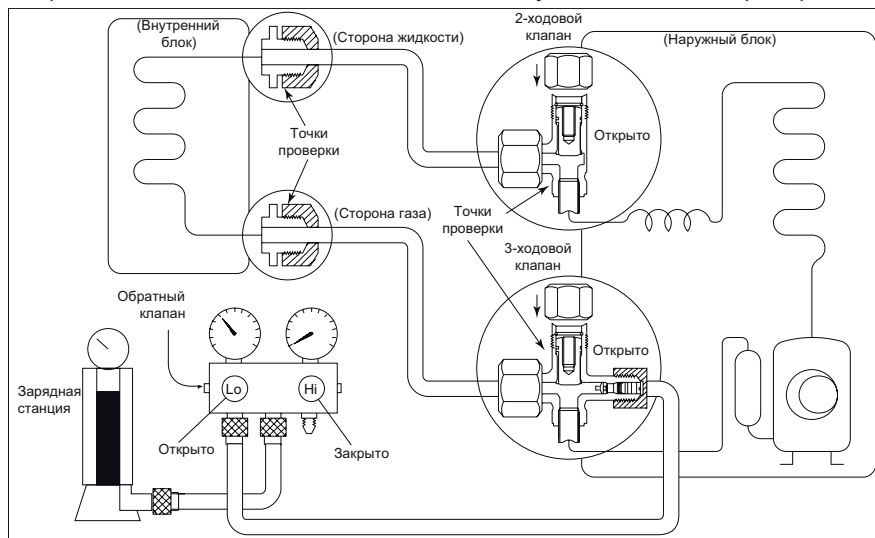 (Внутренний
блок)
(Сторона жидкости)
2-ходовой
клапан
(Наружный блок)
Открыто
Точки
проверки
(Сторона газа)
Точки
проверки
3-ходовой
клапан
Обратный
клапан
Открыто
Lo
Hi
Зарядная
станция
Открыто
Закрыто